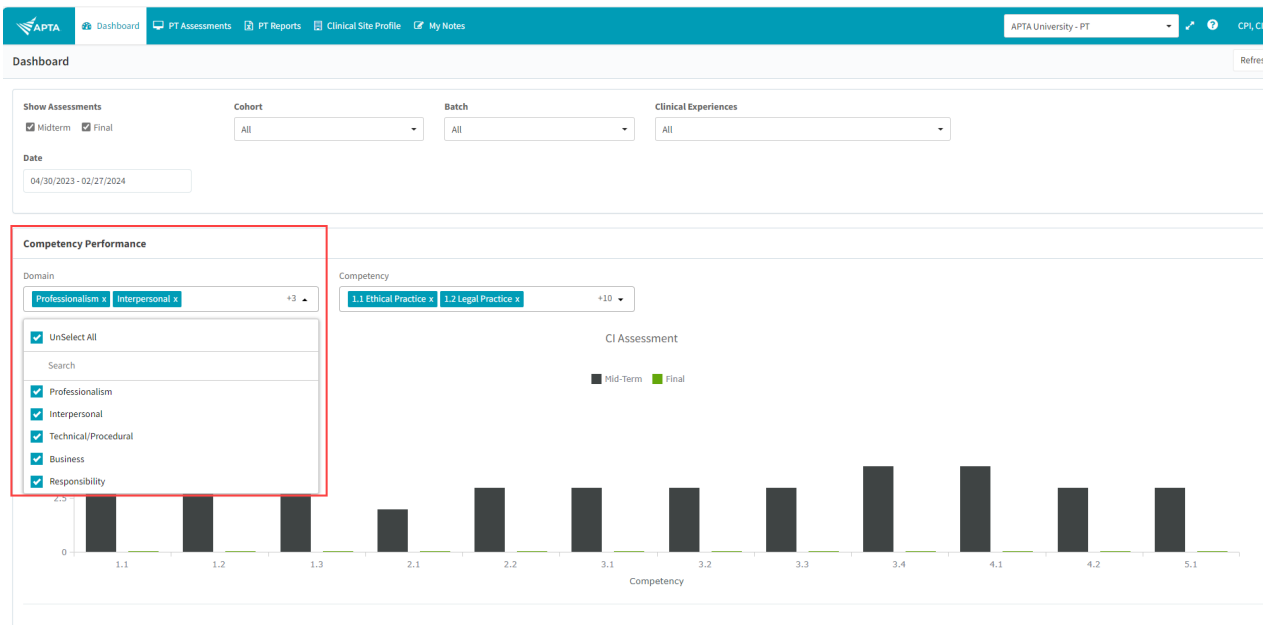 APTA Dashboard PT Assessments PT Reports Clinical Site Profile My Notes APTA University - PT ? CPI, CI
Dashboard Refres
Show Assessments Cohort Batch Clinical Experiences
Midterm Final All All All
Date
04/30/2023 - 02/27/2024
Competency Performance
Domain Competency
Professionalism x Interpersonal x +3 1.1 Ethical Practice x 1.2 Legal Practice x +10
UnSelect All CI Assessment
Search
Mid-Term Final
Professionalism
Interpersonal
Technical/Procedural
Business
Responsibility
2.5
0
1.1 1.2 1.3 2.1 2.2 3.1 3.2 3.3 3.4 4.1 4.2 5.1
Competency